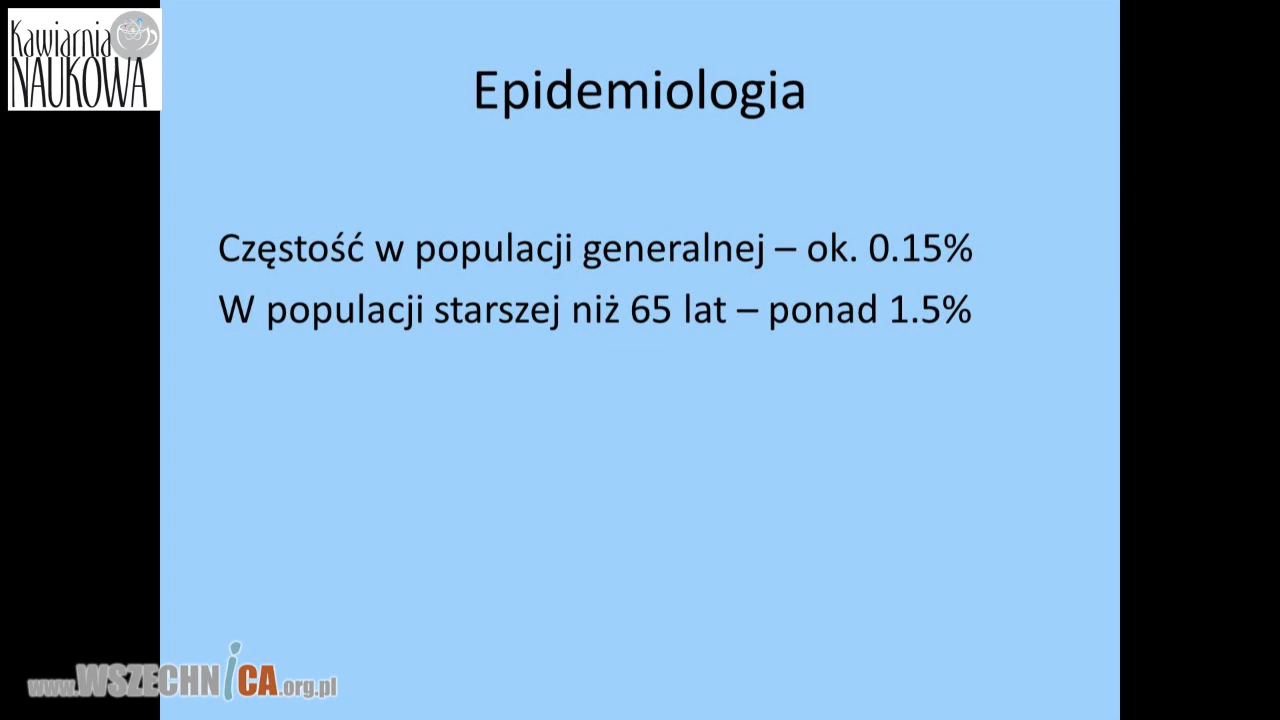 Kawiarnia
NAUKOWA
Epidemiologia
Częstość w populacji generalnej – ok. 0.15%
W populacji starszej niż 65 lat – ponad 1.5%
www.WSZECHNiCA.org.pl